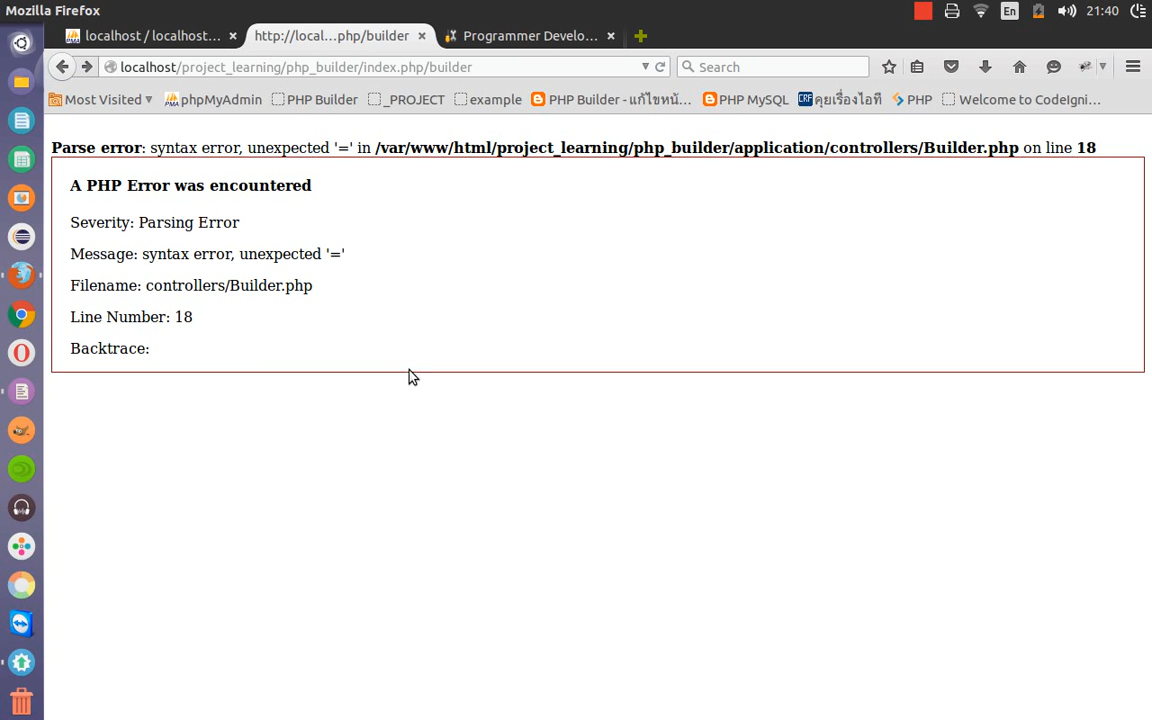 Mozilla Firefox
En
21:40
localhost / localhost...
http://local...php/builder
Programmer Develo...
localhost/project_learning/php_builder/index.php/builder
Search
Most Visited
phpMyAdmin
PHP Builder
_PROJECT
example
PHP Builder - แก้ไขหน้...
PHP MySQL
CRF
คุยเรื่องไอที
PHP
Welcome to CodeIgni...
Parse error: syntax error, unexpected '=' in /var/www/html/project_learning/php_builder/application/controllers/Builder.php on line 18
A PHP Error was encountered
Severity: Parsing Error
Message: syntax error, unexpected '='
Filename: controllers/Builder.php
Line Number: 18
Backtrace: